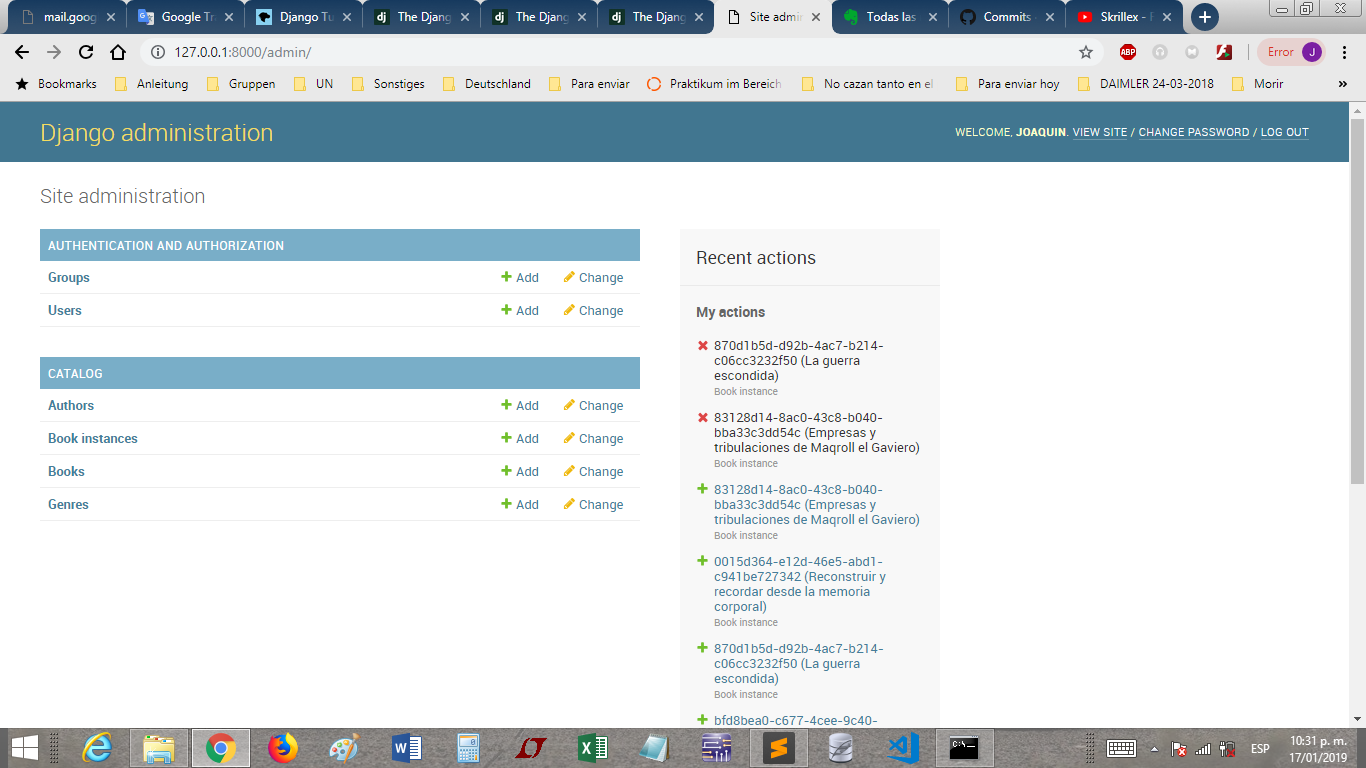 mail.goog
Google Tra
Django Tu
The Djang
The Djang
The Djang
Site admin
Todas las
Commits
Skrillex - F
127.0.0.1:8000/admin/
ABP
Error J
Bookmarks
Anleitung
Gruppen
UN
Sonstiges
Deutschland
Para enviar
Praktikum im Bereich
No cazan tanto en el
Para enviar hoy
DAIMLER 24-03-2018
Morir
»
Django administration
WELCOME, JOAQUIN. VIEW SITE / CHANGE PASSWORD / LOG OUT
Site administration
AUTHENTICATION AND AUTHORIZATION
Groups Add Change
Users Add Change
CATALOG
Authors Add Change
Book instances Add Change
Books Add Change
Genres Add Change
Recent actions
My actions
870d1b5d-d92b-4ac7-b214-
c06cc3232f50 (La guerra
escondida)
Book instance
83128d14-8ac0-43c8-b040-
bba33c3dd54c (Empresas y
tribulaciones de Maqroll el Gaviero)
Book instance
83128d14-8ac0-43c8-b040-
bba33c3dd54c (Empresas y
tribulaciones de Maqroll el Gaviero)
Book instance
0015d364-e12d-46e5-abd1-
c941be727342 (Reconstruir y
recordar desde la memoria
corporal)
Book instance
870d1b5d-d92b-4ac7-b214-
c06cc3232f50 (La guerra
escondida)
Book instance
bfd8bea0-c677-4cee-9c40-
ESP
10:31 p. m.
17/01/2019